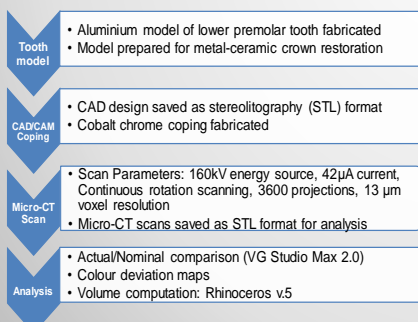 Tooth
model
• Aluminium model of lower premolar tooth fabricated
• Model prepared for metal-ceramic crown restoration
CAD/CAM
Coping
• CAD design saved as stereolitography (STL) format
• Cobalt chrome coping fabricated
Micro-CT
Scan
• Scan Parameters: 160kV energy source, 42µA current,
Continuous rotation scanning, 3600 projections, 13 µm
voxel resolution
• Micro-CT scans saved as STL format for analysis
Analysis
• Actual/Nominal comparison (VG Studio Max 2.0)
• Colour deviation maps
• Volume computation: Rhinoceros v.5